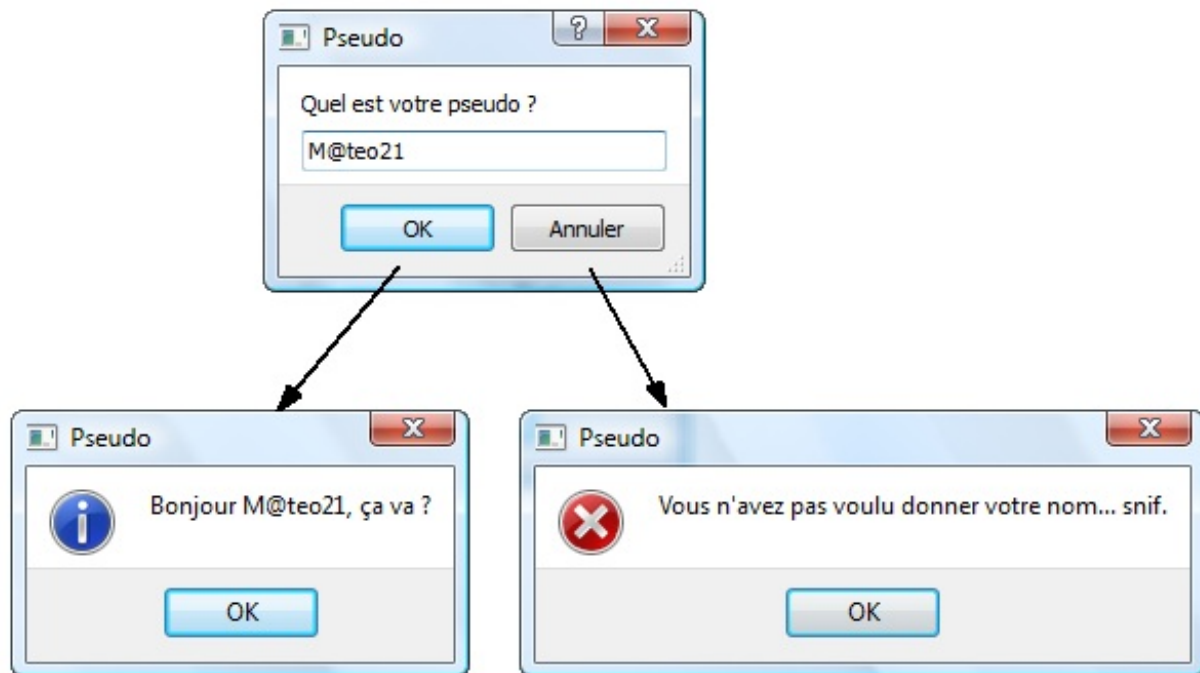 Pseudo
Quel est votre pseudo ?
M@teo21
OK
Annuler
Pseudo
Bonjour M@teo21, ça va ?
OK
Pseudo
Vous n'avez pas voulu donner votre nom... snif.
OK